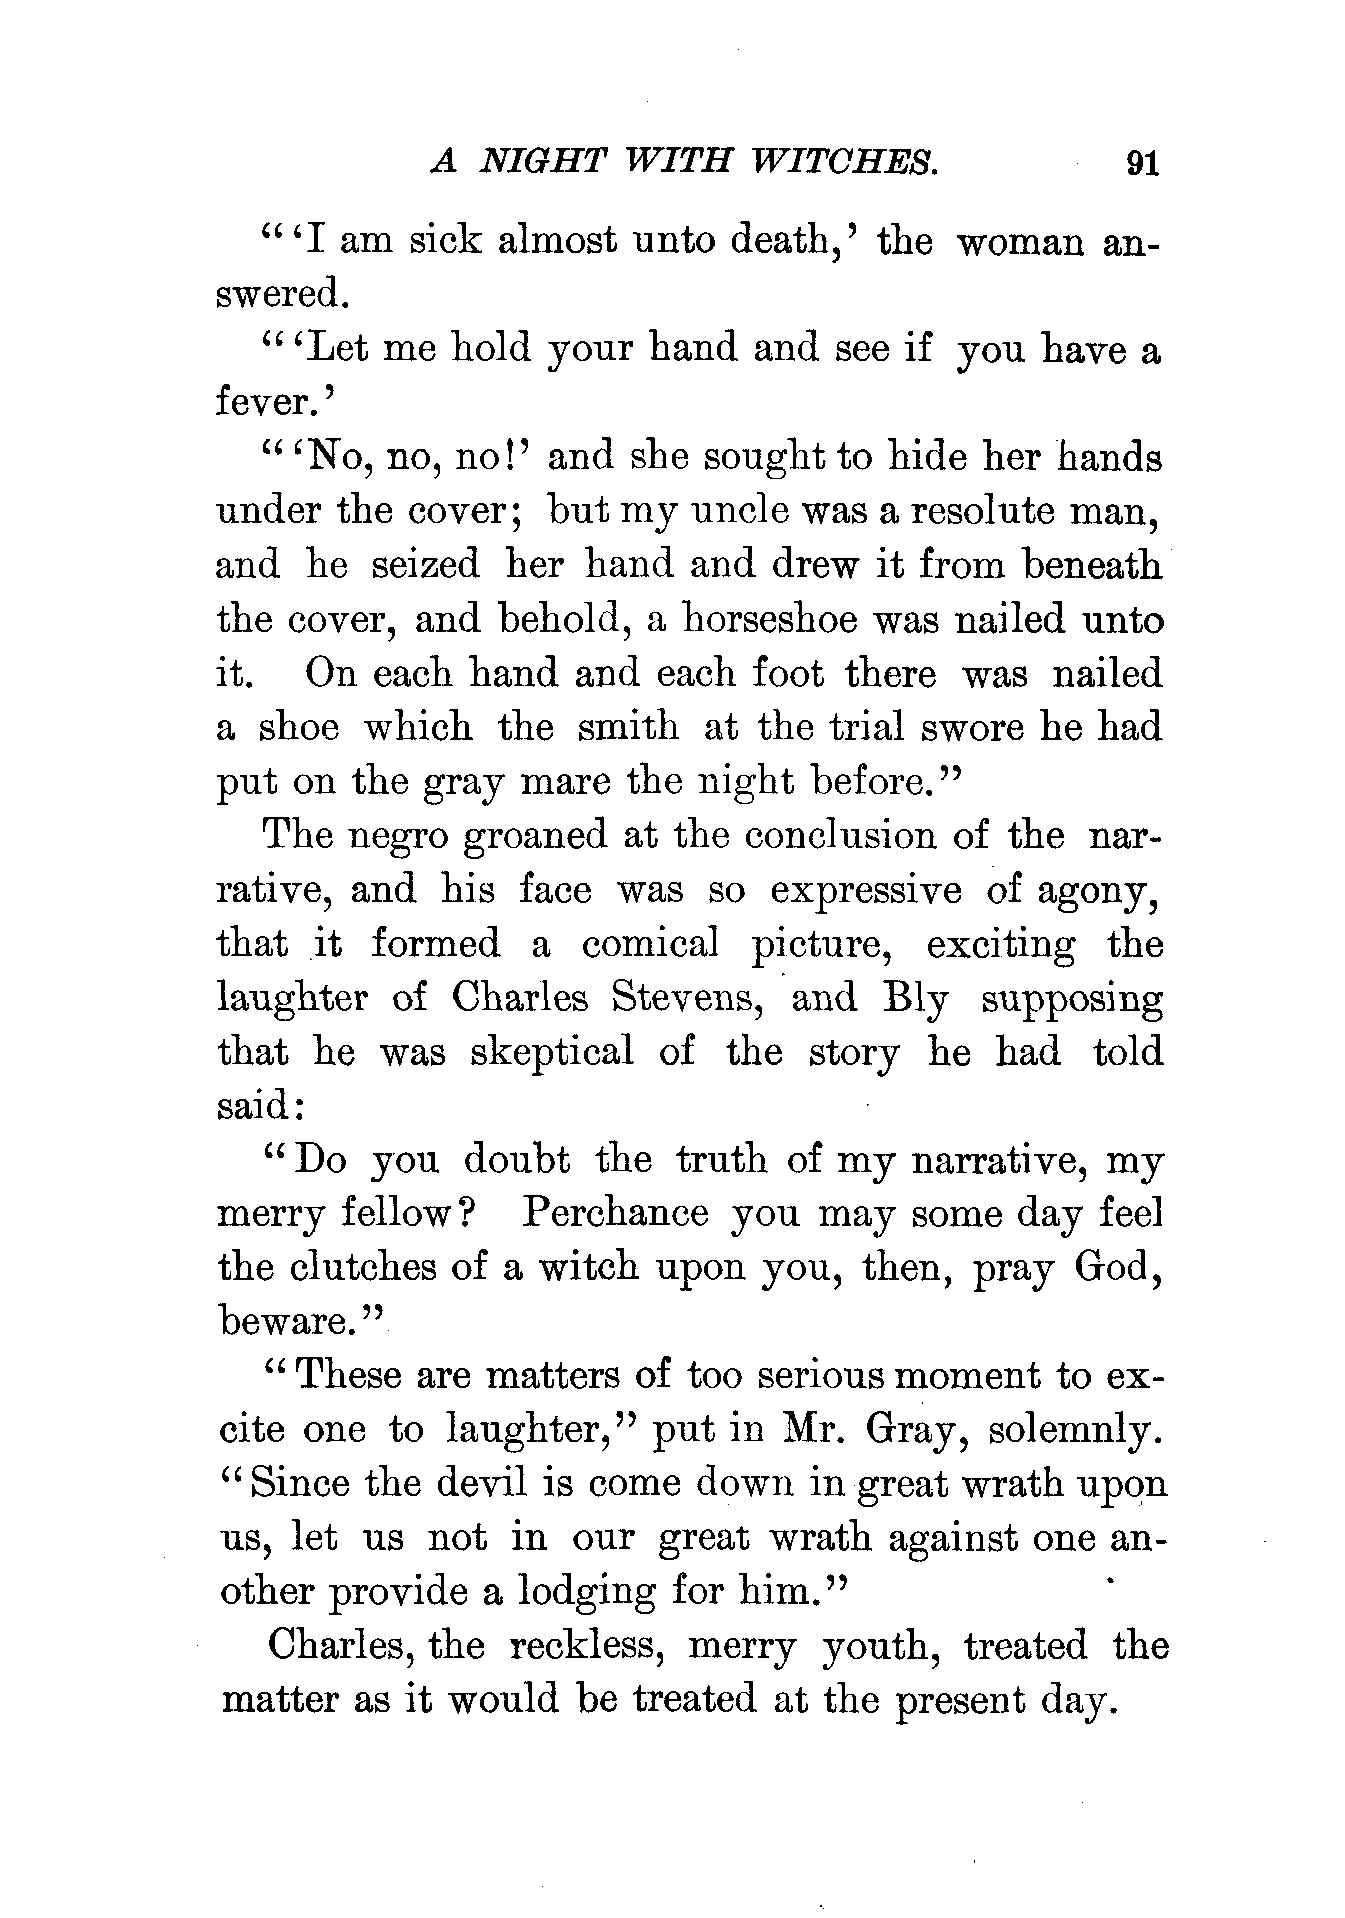 A NIGHT WITH WITCHES. 91
"'I am sick almost unto death,' the woman an-
swered.
"'Let me hold your hand and see if you have a
fever.'
"'No, no, no!' and she sought to hide her hands
under the cover; but my uncle was a resolute man,
and he seized her hand and drew it from beneath
the cover, and behold, a horseshoe was nailed unto
it. On each hand and each foot there was nailed
a shoe which the smith at the trial swore he had
put on the gray mare the night before."
The negro groaned at the conclusion of the nar-
rative, and his face was so expressive of agony,
that it formed a comical picture, exciting the
laughter of Charles Stevens, and Bly supposing
that he was skeptical of the story he had told
said:
"Do you doubt the truth of my narrative, my
merry fellow? Perchance you may some day feel
the clutches of a witch upon you, then, pray God,
beware."
"These are matters of too serious moment to ex-
cite one to laughter," put in Mr. Gray, solemnly.
"Since the devil is come down in great wrath upon
us, let us not in our great wrath against one an-
other provide a lodging for him."
Charles, the reckless, merry youth, treated the
matter as it would be treated at the present day.